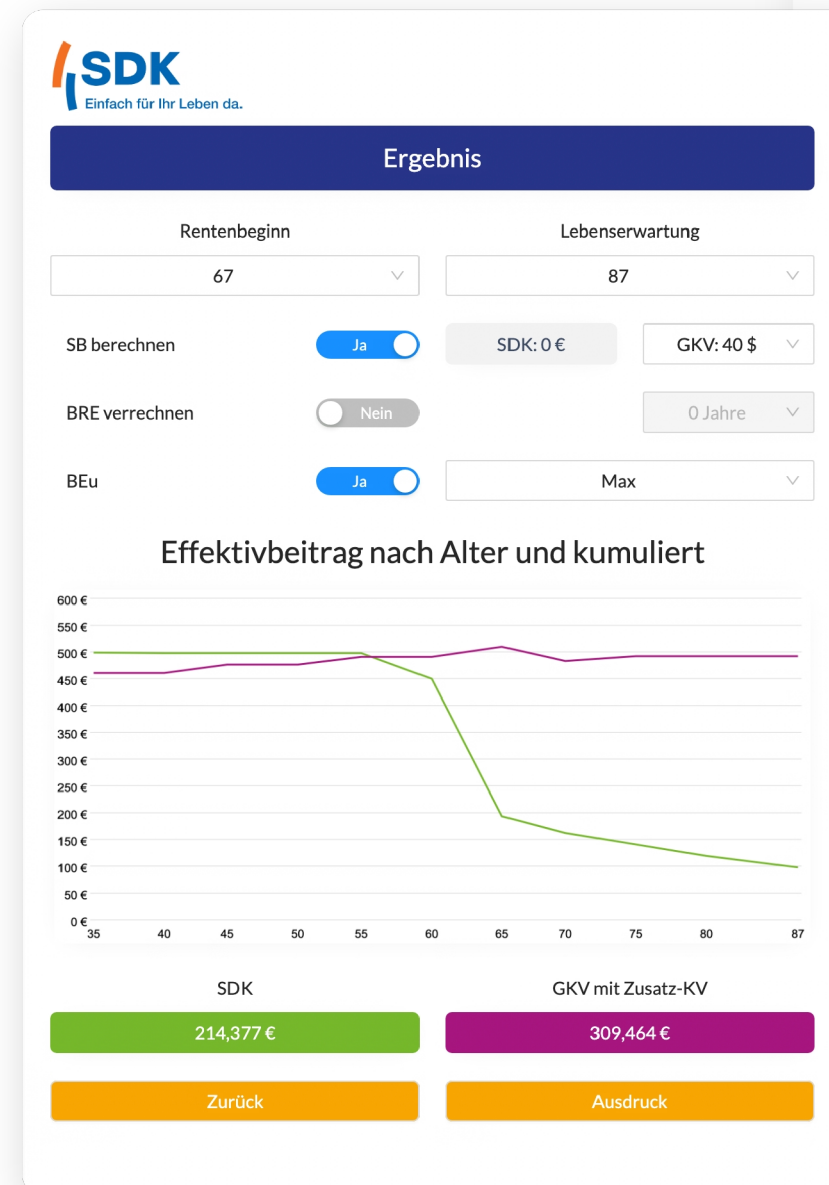 SDK
Einfach für Ihr Leben da.
Ergebnis
Rentenbeginn
Lebenserwartung
67
87
SB berechnen
Ja
SDK: 0 €
GKV: 40 $
BRE verrechnen
Nein
0 Jahre
BEu
Ja
Max
Effektivbeitrag nach Alter und kumuliert
600 €
550 €
500 €
450 €
400 €
350 €
300 €
250 €
200 €
150 €
100 €
50 €
0 €
35 40 45 50 55 60 65 70 75 80 87
SDK
GKV mit Zusatz-KV
214,377 €
309,464 €
Zurück
Ausdruck